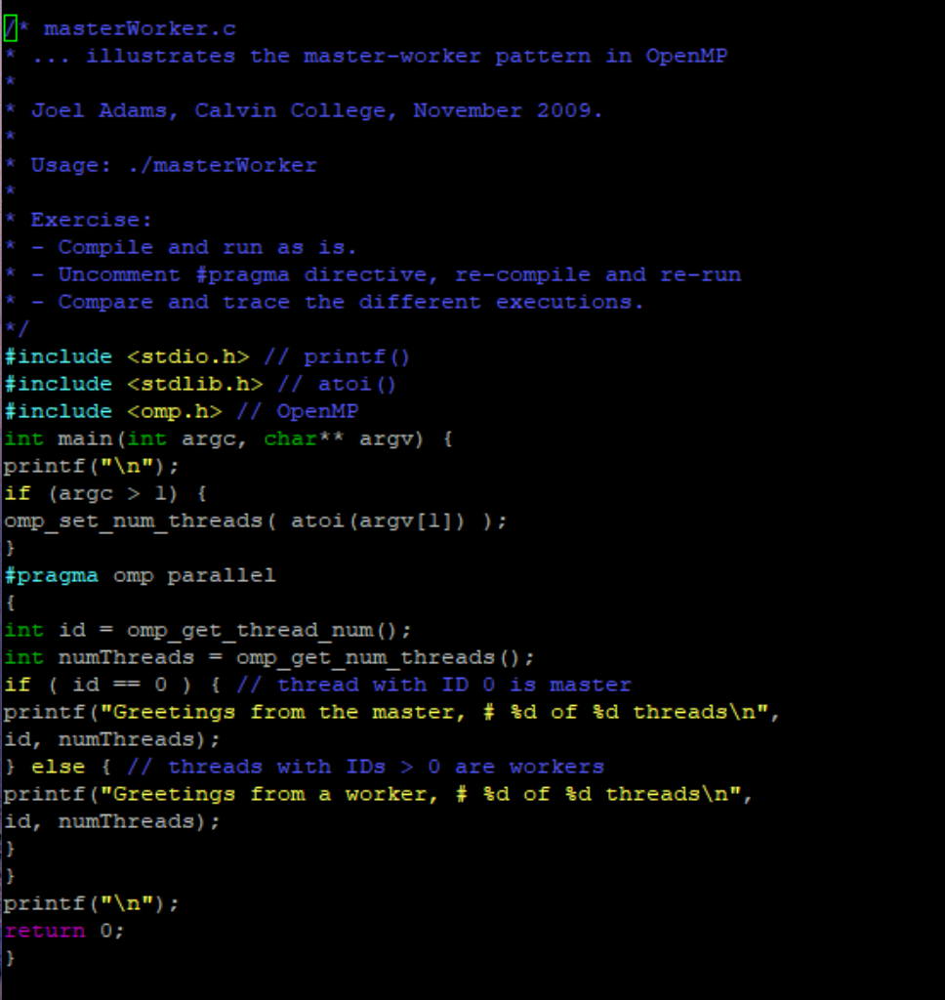 /* masterWorker.c
* ... illustrates the master-worker pattern in OpenMP
*
* Joel Adams, Calvin College, November 2009.
*
* Usage: ./masterWorker
*
* Exercise:
* - Compile and run as is.
* - Uncomment #pragma directive, re-compile and re-run
* - Compare and trace the different executions.
*/
#include <stdio.h> // printf()
#include <stdlib.h> // atoi()
#include <omp.h> // OpenMP
int main(int argc, char** argv) {
printf("\n");
if (argc > 1) {
omp_set_num_threads( atoi(argv[1]) );
}
#pragma omp parallel
{
int id = omp_get_thread_num();
int numThreads = omp_get_num_threads();
if ( id == 0 ) { // thread with ID 0 is master
printf("Greetings from the master, # %d of %d threads\n",
id, numThreads);
} else { // threads with IDs > 0 are workers
printf("Greetings from a worker, # %d of %d threads\n",
id, numThreads);
}
}
printf("\n");
return 0;
}